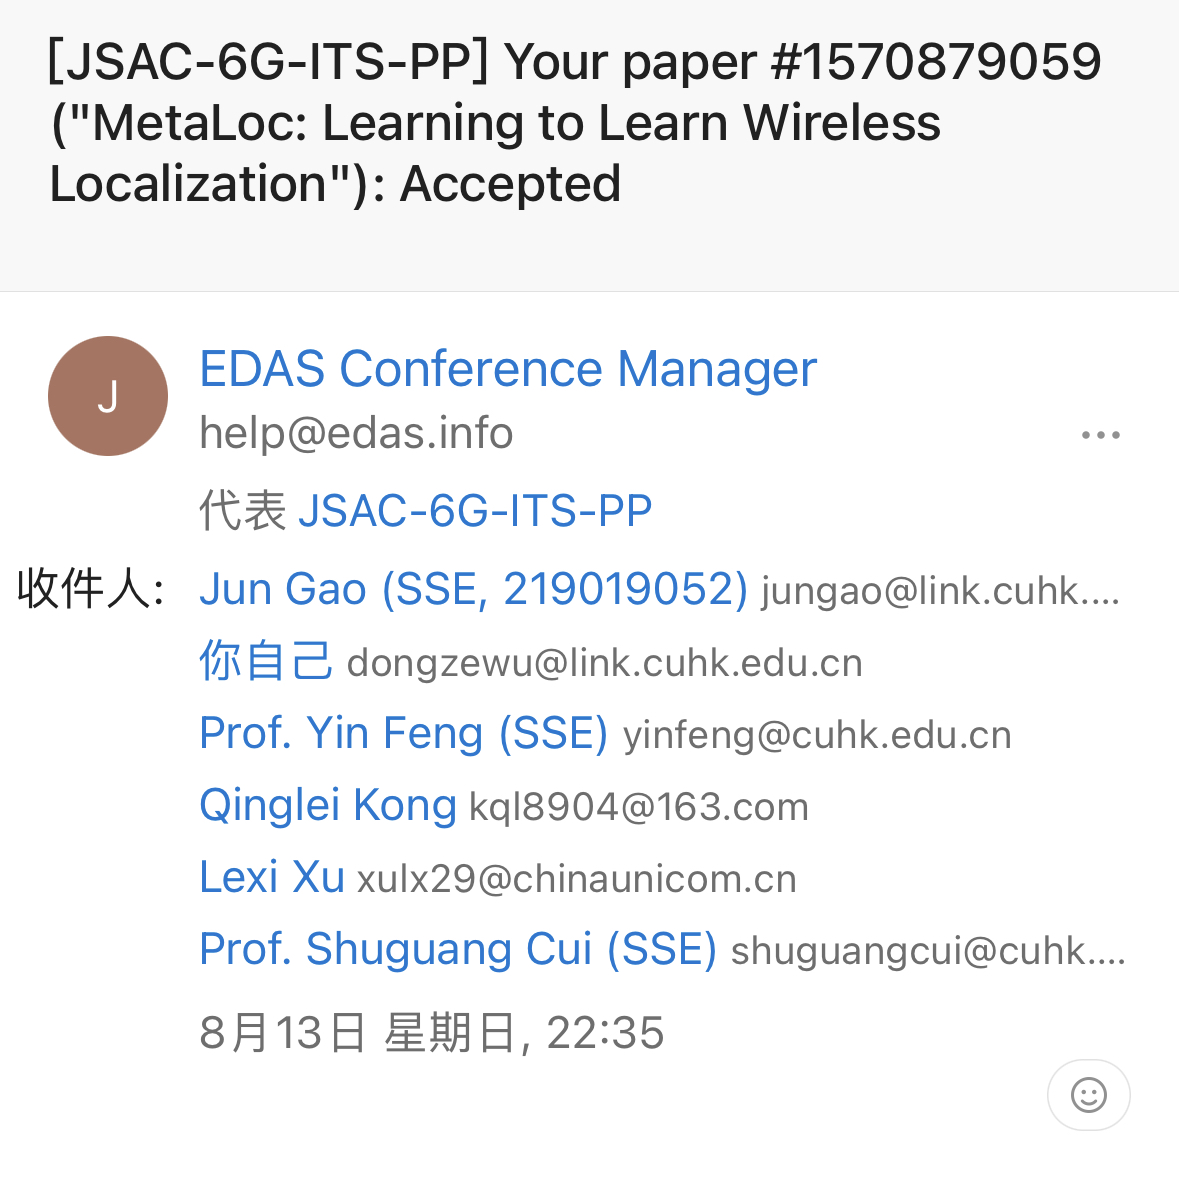 [JSAC-6G-ITS-PP] Your paper #1570879059
("MetaLoc: Learning to Learn Wireless
Localization"): Accepted
J
EDAS Conference Manager
help@edas.info
代表 JSAC-6G-ITS-PP
收件人: Jun Gao (SSE, 219019052) jungao@link.cuhk....
你自己 dongzewu@link.cuhk.edu.cn
Prof. Yin Feng (SSE) yinfeng@cuhk.edu.cn
Qinglei Kong kql8904@163.com
Lexi Xu xulx29@chinaunicom.cn
Prof. Shuguang Cui (SSE) shuguangcui@cuhk....
8月13日 星期日, 22:35